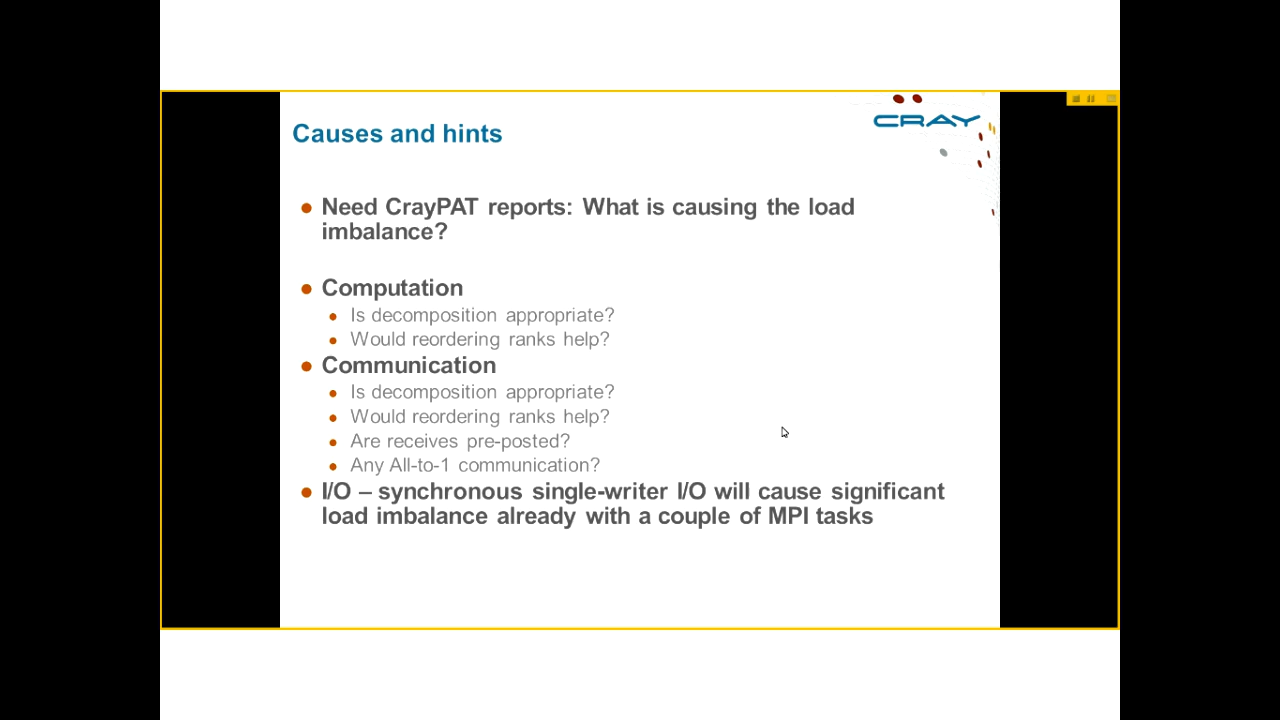 CRAY
Causes and hints
● Need CrayPAT reports: What is causing the load
imbalance?
● Computation
● Is decomposition appropriate?
● Would reordering ranks help?
● Communication
● Is decomposition appropriate?
● Would reordering ranks help?
● Are receives pre-posted?
● Any All-to-1 communication?
● I/O – synchronous single-writer I/O will cause significant
load imbalance already with a couple of MPI tasks